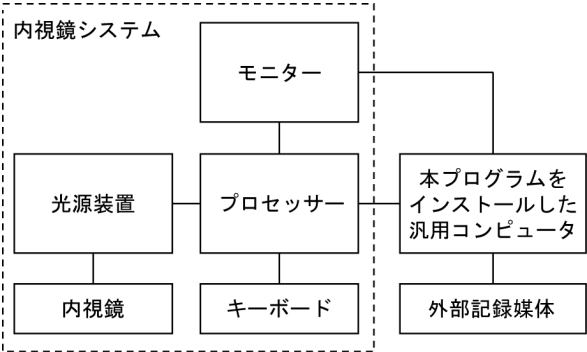 内視鏡システム
モニター
光源装置
プロセッサー
本プログラムを
インストールした
汎用コンピュータ
内視鏡
キーボード
外部記録媒体